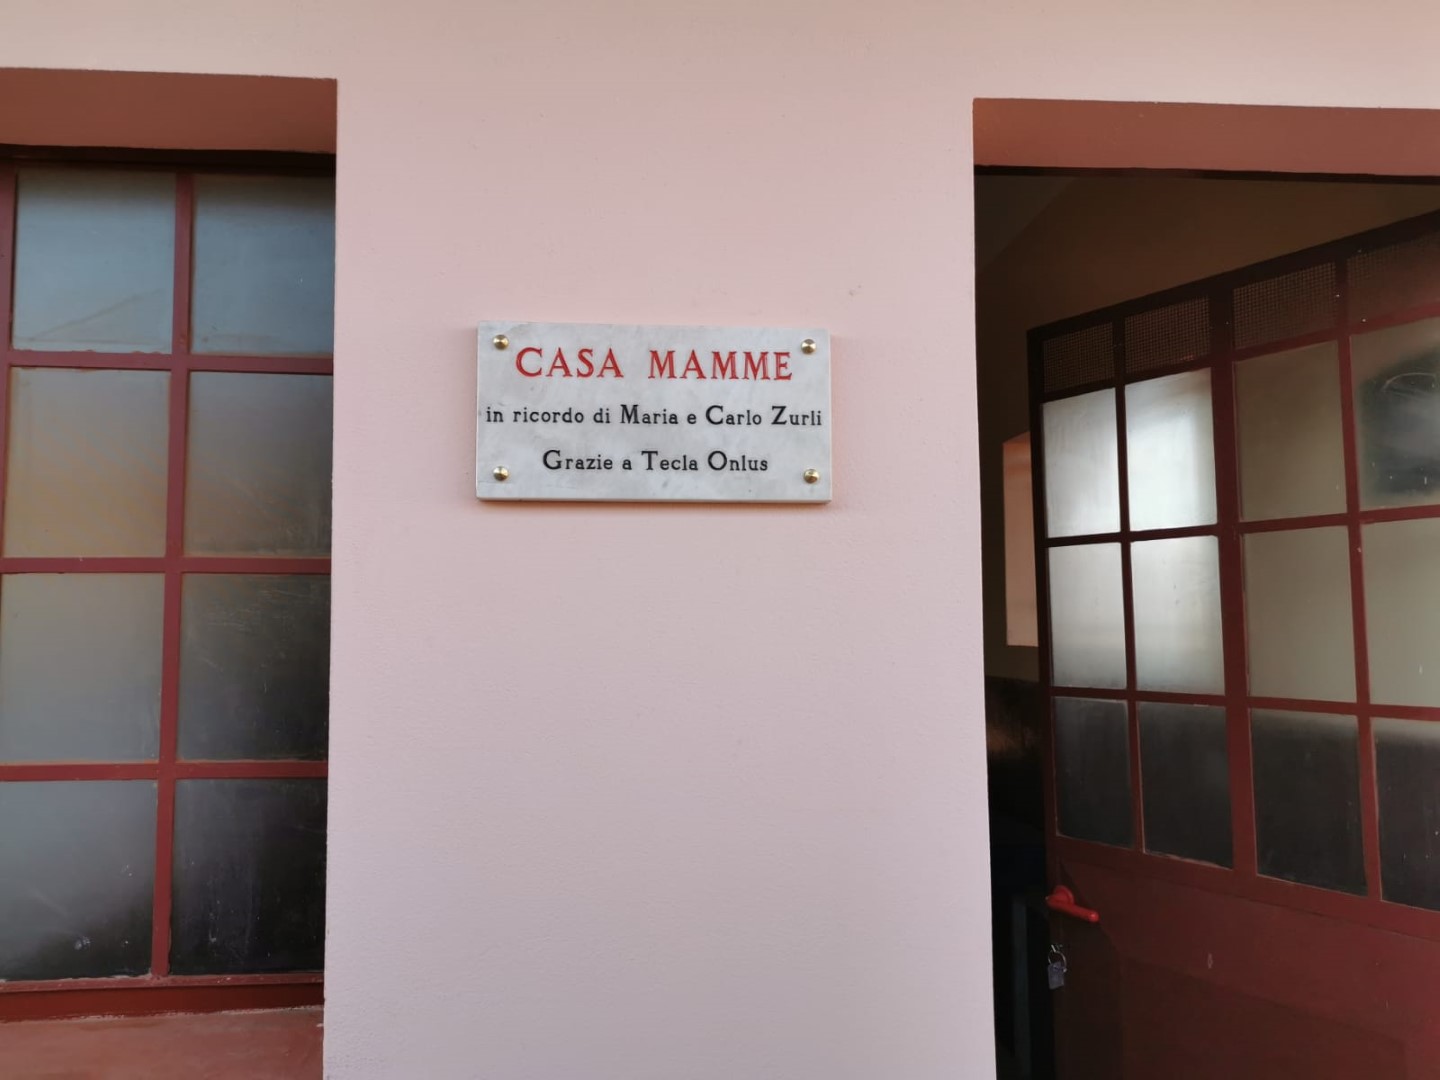 CASA MAMME
in ricordo di Maria e Carlo Zurli
Grazie a Tecla Onlus